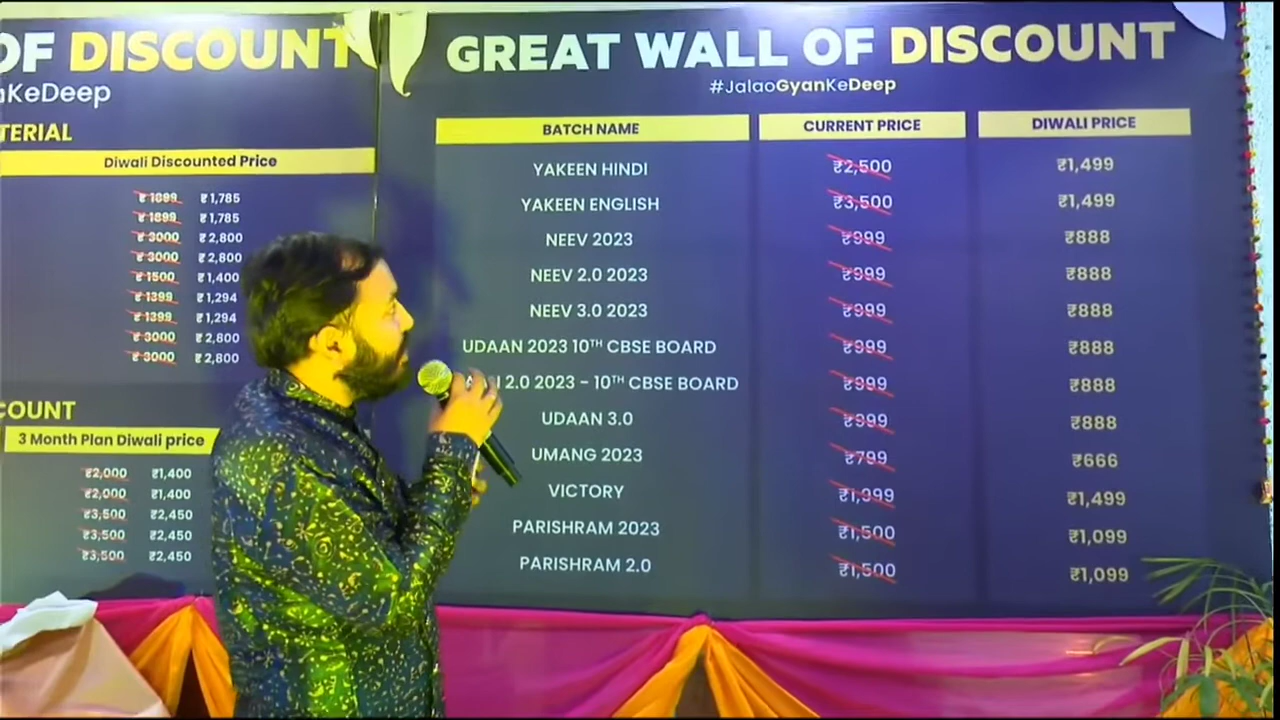 OF DISCOUNT
nKeDeep
TERIAL
Diwali Discounted Price
₹ 1899 ₹ 1,785
₹ 1899 ₹ 1,785
₹ 3000 ₹ 2,800
₹ 3000 ₹ 2,800
₹ 1500 ₹ 1,400
₹ 1399 ₹ 1,294
₹ 1399 ₹ 1,294
₹ 3000 ₹ 2,800
₹ 3000 ₹ 2,800
COUNT
3 Month Plan Diwali price
₹2,000 ₹1,400
₹2,000 ₹1,400
₹3,500 ₹2,450
₹3,500 ₹2,450
₹3,500 ₹2,450
GREAT WALL OF DISCOUNT
#JalaoGyanKeDeep
BATCH NAME CURRENT PRICE DIWALI PRICE
YAKEEN HINDI ₹2,500 ₹1,499
YAKEEN ENGLISH ₹3,500 ₹1,499
NEEV 2023 ₹999 ₹888
NEEV 2.0 2023 ₹999 ₹888
NEEV 3.0 2023 ₹999 ₹888
UDAAN 2023 10TH CBSE BOARD ₹999 ₹888
2.0 2023 - 10TH CBSE BOARD ₹999 ₹888
UDAAN 3.0 ₹999 ₹888
UMANG 2023 ₹799 ₹666
VICTORY ₹1,999 ₹1,499
PARISHRAM 2023 ₹1,500 ₹1,099
PARISHRAM 2.0 ₹1,500 ₹1,099